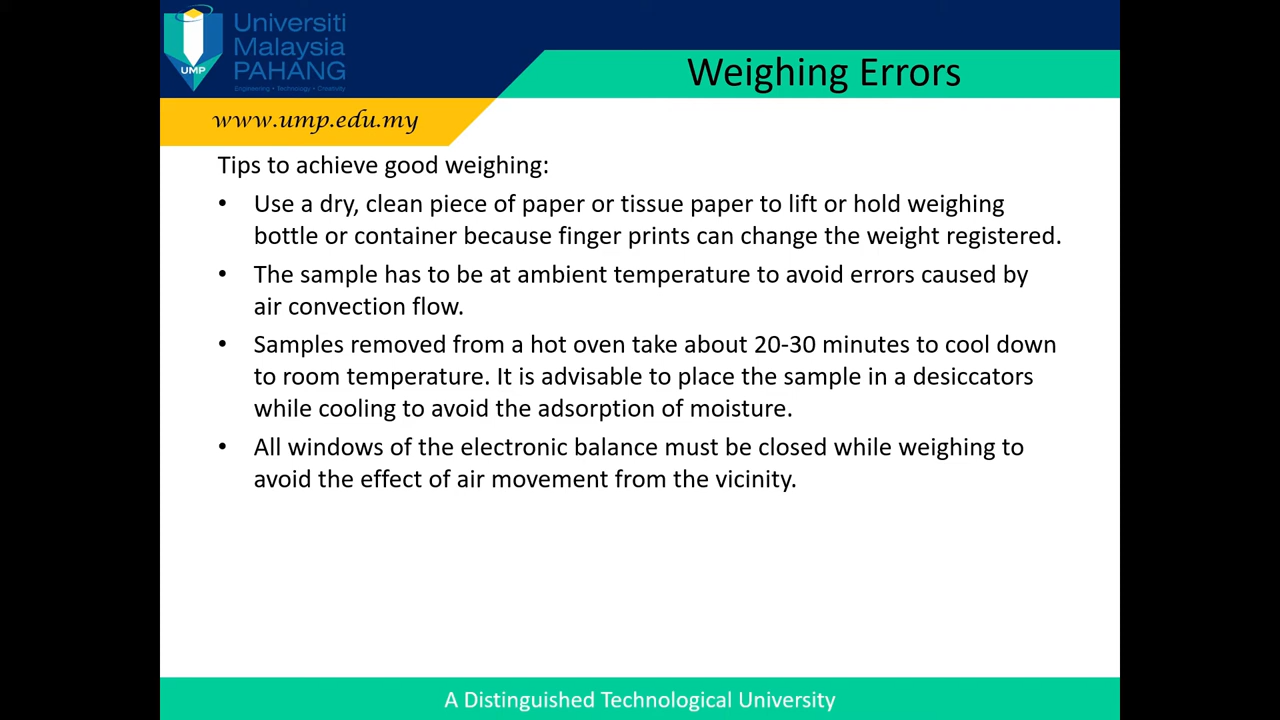 Universiti
Malaysia
PAHANG
Engineering • Technology • Creativity
UMP
Weighing Errors
www.ump.edu.my
Tips to achieve good weighing:
• Use a dry, clean piece of paper or tissue paper to lift or hold weighing
bottle or container because finger prints can change the weight registered.
• The sample has to be at ambient temperature to avoid errors caused by
air convection flow.
• Samples removed from a hot oven take about 20-30 minutes to cool down
to room temperature. It is advisable to place the sample in a desiccators
while cooling to avoid the adsorption of moisture.
• All windows of the electronic balance must be closed while weighing to
avoid the effect of air movement from the vicinity.
A Distinguished Technological University